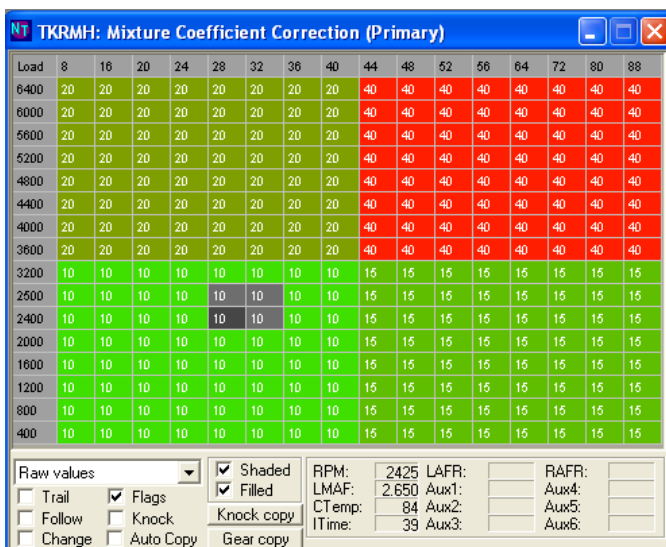 NT TKRMH: Mixture Coefficient Correction (Primary)
Load 8 16 20 24 28 32 36 40 44 48 52 56 64 72 80 88
6400 20 20 20 20 20 20 20 20 40 40 40 40 40 40 40 40
6000 20 20 20 20 20 20 20 20 40 40 40 40 40 40 40 40
5600 20 20 20 20 20 20 20 20 40 40 40 40 40 40 40 40
5200 20 20 20 20 20 20 20 20 40 40 40 40 40 40 40 40
4800 20 20 20 20 20 20 20 20 40 40 40 40 40 40 40 40
4400 20 20 20 20 20 20 20 20 40 40 40 40 40 40 40 40
4000 20 20 20 20 20 20 20 20 40 40 40 40 40 40 40 40
3600 20 20 20 20 20 20 20 20 40 40 40 40 40 40 40 40
3200 10 10 10 10 10 10 10 10 15 15 15 15 15 15 15 15
2500 10 10 10 10 10 10 10 10 15 15 15 15 15 15 15 15
2400 10 10 10 10 10 10 10 10 15 15 15 15 15 15 15 15
2000 10 10 10 10 10 10 10 10 15 15 15 15 15 15 15 15
1600 10 10 10 10 10 10 10 10 15 15 15 15 15 15 15 15
1200 10 10 10 10 10 10 10 10 15 15 15 15 15 15 15 15
800 10 10 10 10 10 10 10 10 15 15 15 15 15 15 15 15
400 10 10 10 10 10 10 10 10 15 15 15 15 15 15 15 15
Raw values Shaded RPM: 2425 LAFR: RAFR:
Trail Flags Filled LMAF: 2.650 Aux1: Aux4:
Follow Knock Knock copy CTemp: 84 Aux2: Aux5:
Change Auto Copy Gear copy ITime: 39 Aux3: Aux6: